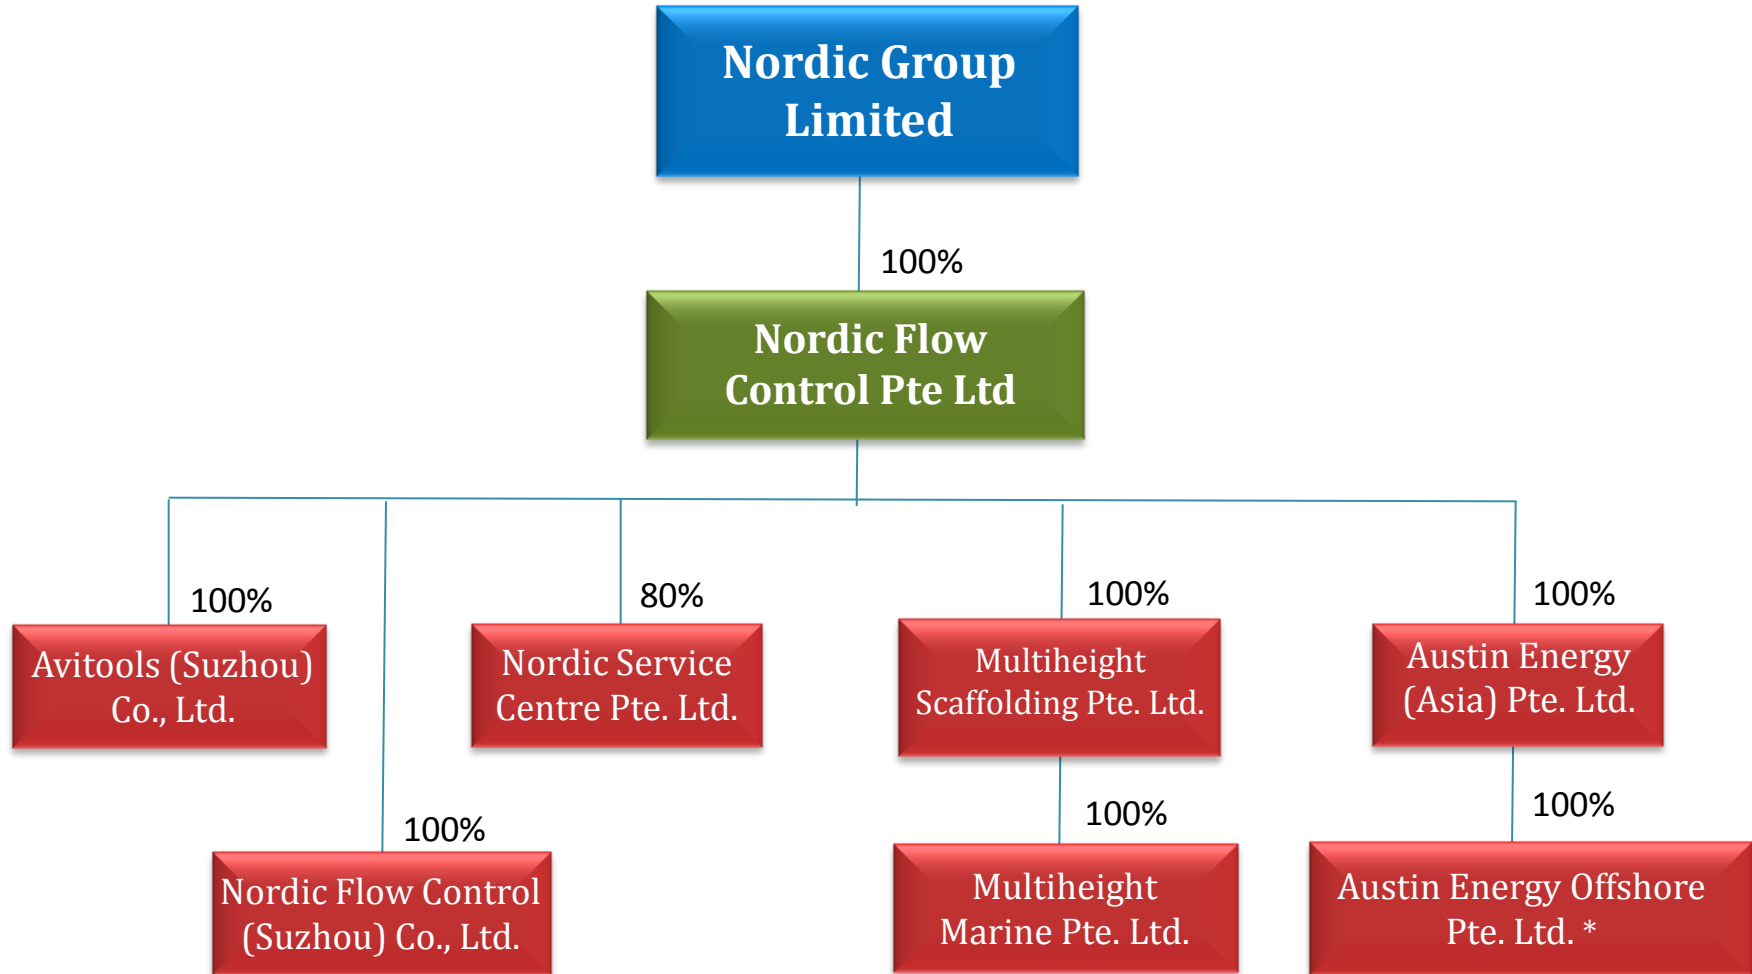 Nordic Group
Limited
100%
Nordic Flow
Control Pte Ltd
100%
80%
100%
100%
Avitools (Suzhou)
Co., Ltd.
Nordic Service
Centre Pte. Ltd.
Multiheight
Scaffolding Pte. Ltd.
Austin Energy
(Asia) Pte. Ltd.
100%
100%
100%
Nordic Flow Control
(Suzhou) Co., Ltd.
Multiheight
Marine Pte. Ltd.
Austin Energy Offshore
Pte. Ltd. *